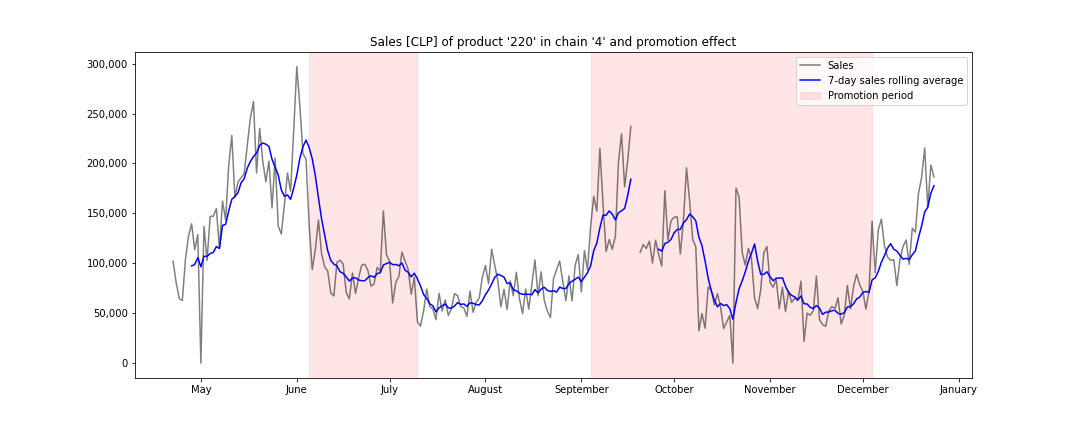 Sales [CLP] of product '220' in chain '4' and promotion effect
300,000
250,000
200,000
150,000
100,000
50,000
0
Sales
7-day sales rolling average
Promotion period
May June July August September October November December January